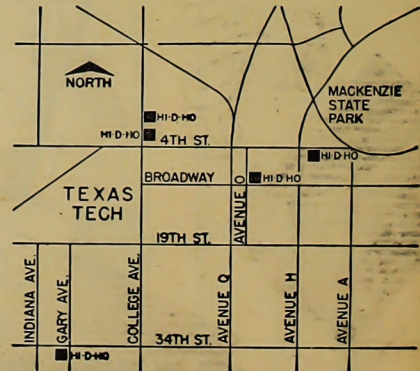 NORTH
MACKENZIE
STATE
PARK
HI-D-HO
HI-D-HO
4TH ST.
HI-D-HO
BROADWAY
HI-D-HO
TEXAS
TECH
AVENUE O
19TH ST.
INDIANA AVE.
GARY AVE.
COLLEGE AVE.
AVENUE Q
AVENUE H
AVENUE A
34TH ST.
HI-D-HO